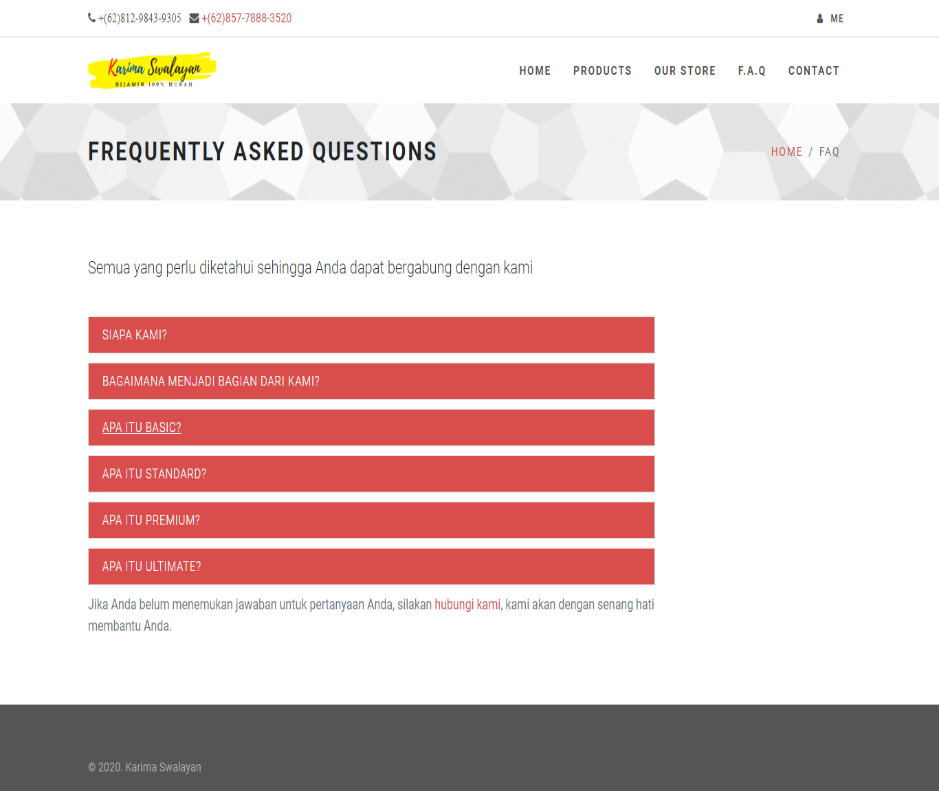 +(62)812-9843-9305 +(62)857-7888-3520 ME
Karima Swalayan
DIJAMIN 100% MURAH
HOME PRODUCTS OUR STORE F.A.Q CONTACT
FREQUENTLY ASKED QUESTIONS
HOME / FAQ
Semua yang perlu diketahui sehingga Anda dapat bergabung dengan kami
SIAPA KAMI?
BAGAIMANA MENJADI BAGIAN DARI KAMI?
APA ITU BASIC?
APA ITU STANDARD?
APA ITU PREMIUM?
APA ITU ULTIMATE?
Jika Anda belum menemukan jawaban untuk pertanyaan Anda, silakan hubungi kami, kami akan dengan senang hati
membantu Anda.
© 2020. Karima Swalayan